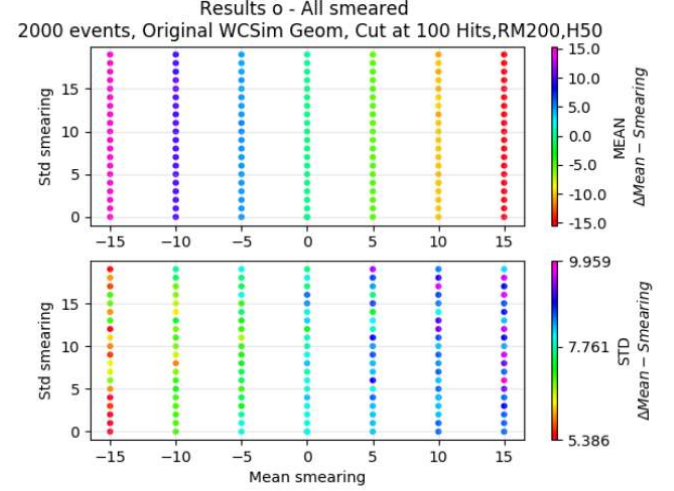 Results o - All smeared
2000 events, Original WCSim Geom, Cut at 100 Hits,RM200,H50
Std smearing
15
10
5
0
−15 −10 −5 0 5 10 15
15.0
10.0
5.0
0.0
-5.0
-10.0
-15.0
MEAN
ΔMean − Smearing
Std smearing
15
10
5
0
−15 −10 −5 0 5 10 15
Mean smearing
9.959
7.761
5.386
STD
ΔMean − Smearing